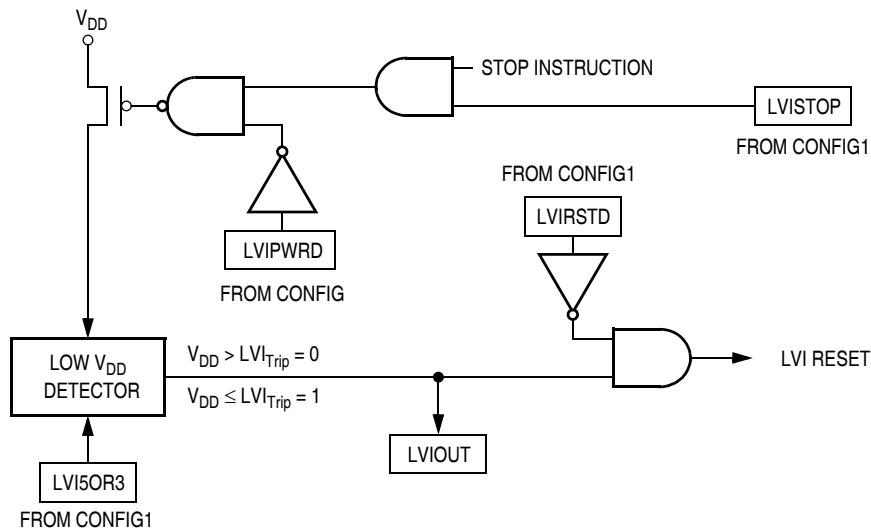 VDD
STOP INSTRUCTION
LVISTOP
FROM CONFIG1
FROM CONFIG1
LVIRSTD
LVIPWRD
FROM CONFIG
LOW VDD
DETECTOR
VDD > LVITrip = 0
VDD ≤ LVITrip = 1
LVI RESET
LVIOUT
LVI5OR3
FROM CONFIG1